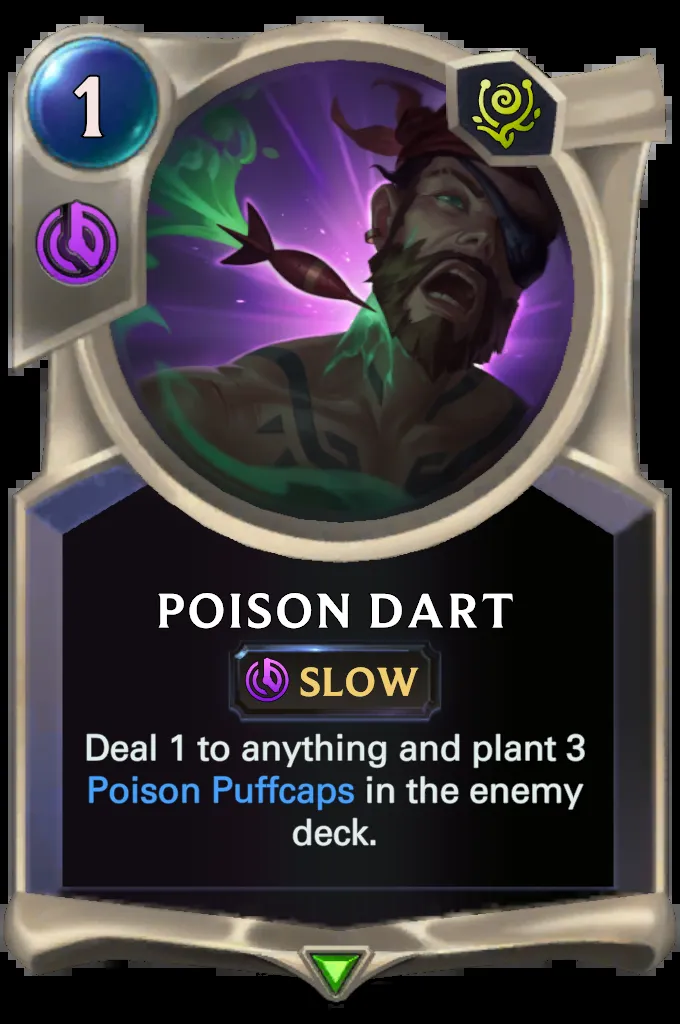 1
POISON DART
SLOW
Deal 1 to anything and plant 3
Poison Puffcaps in the enemy
deck.